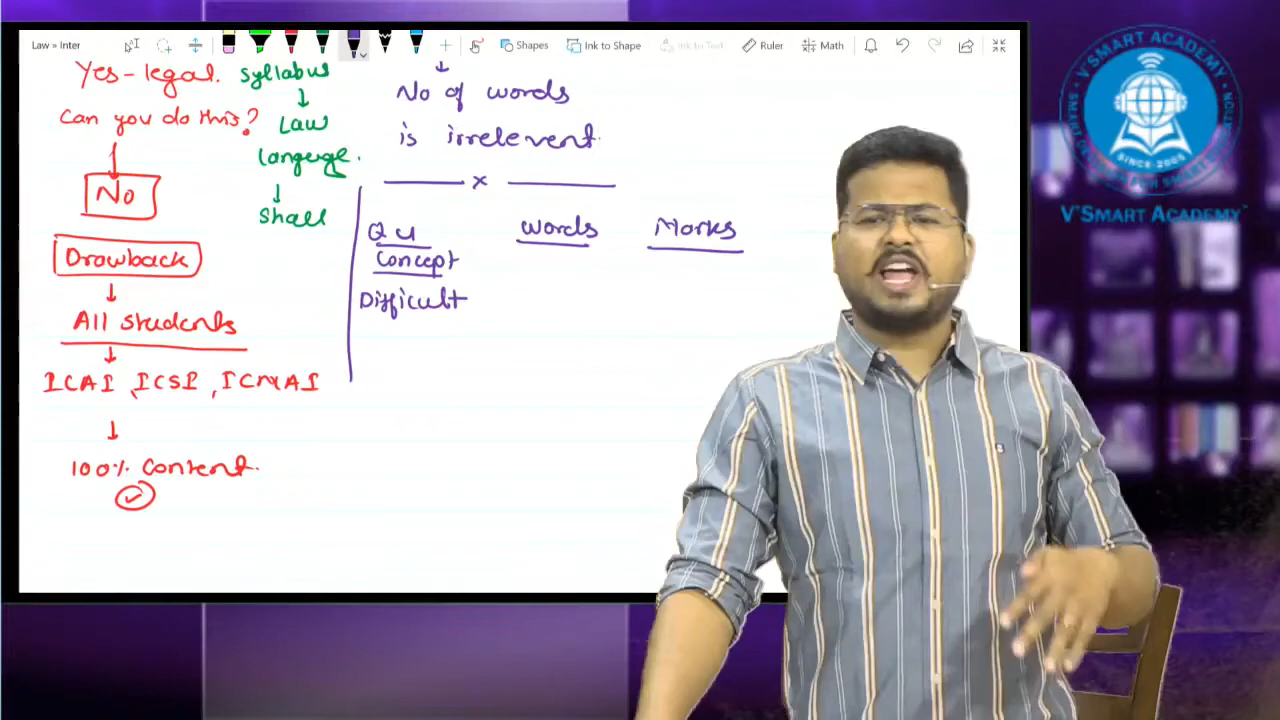 Law » Inter
Shapes
Ink to Shape
Ink to Text
Ruler
Math
Yes - legal.
Can you do this?
No
Drawback
All students
ICAI, ICSI, ICMAI
100% Content.
Syllabus
Law
languagl.
Shall
No of words
is irrelevent.
x
Qu words Marks
Concept
Difficult
V'SMART ACADEMY
SINCE-2005
V'SMART ACADEMY